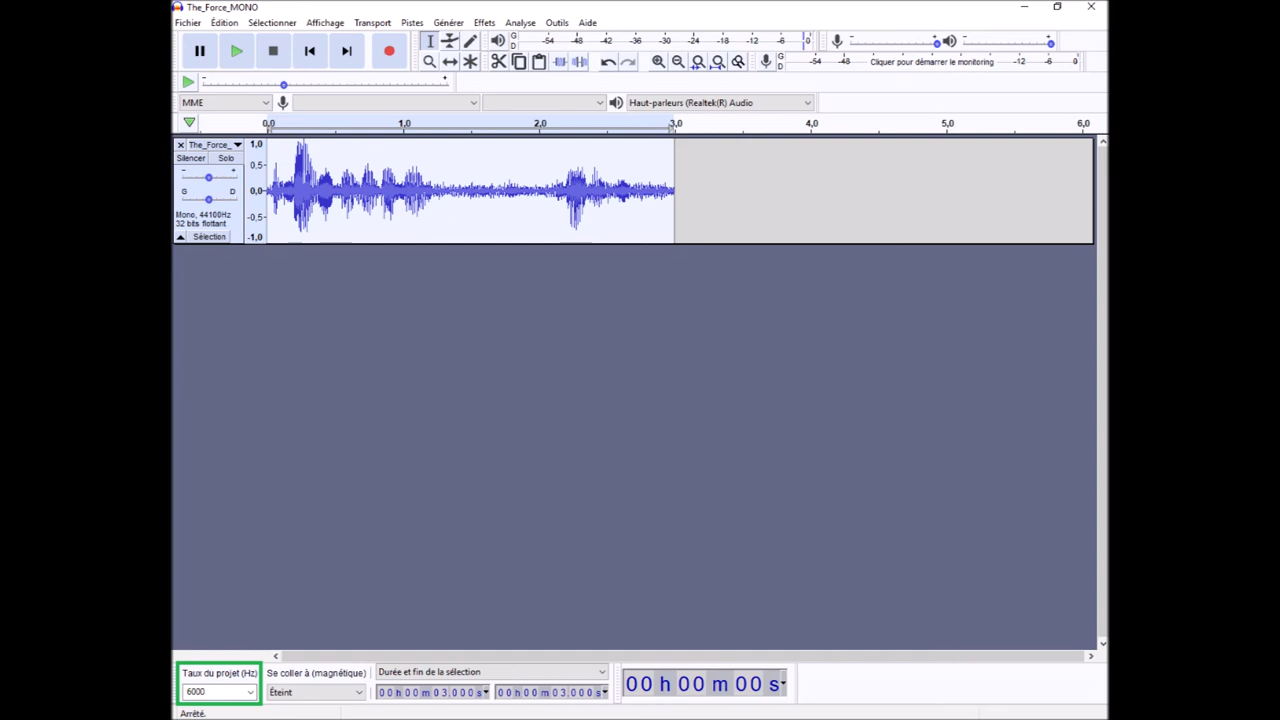 The_Force_MONO
Fichier Édition Sélectionner Affichage Transport Pistes Générer Effets Analyse Outils Aide
G D -54 -48 -42 -36 -30 -24 -18 -12 -6 0
G D -54 -48 Cliquer pour démarrer le monitoring -12 -6 0
MME Haut-parleurs (Realtek(R) Audio
0,0 1,0 2,0 3,0 4,0 5,0 6,0
The_Force_
Silencer Solo
G D
Mono, 44100Hz
32 bits flottant
Sélection
1,0
0,5
0,0
-0,5
-1,0
Taux du projet (Hz) Se coller à (magnétique) Durée et fin de la sélection
6000 Éteint 00 h 00 m 03,000 s 00 h 00 m 03,000 s
00 h 00 m 00 s
Arrêté.